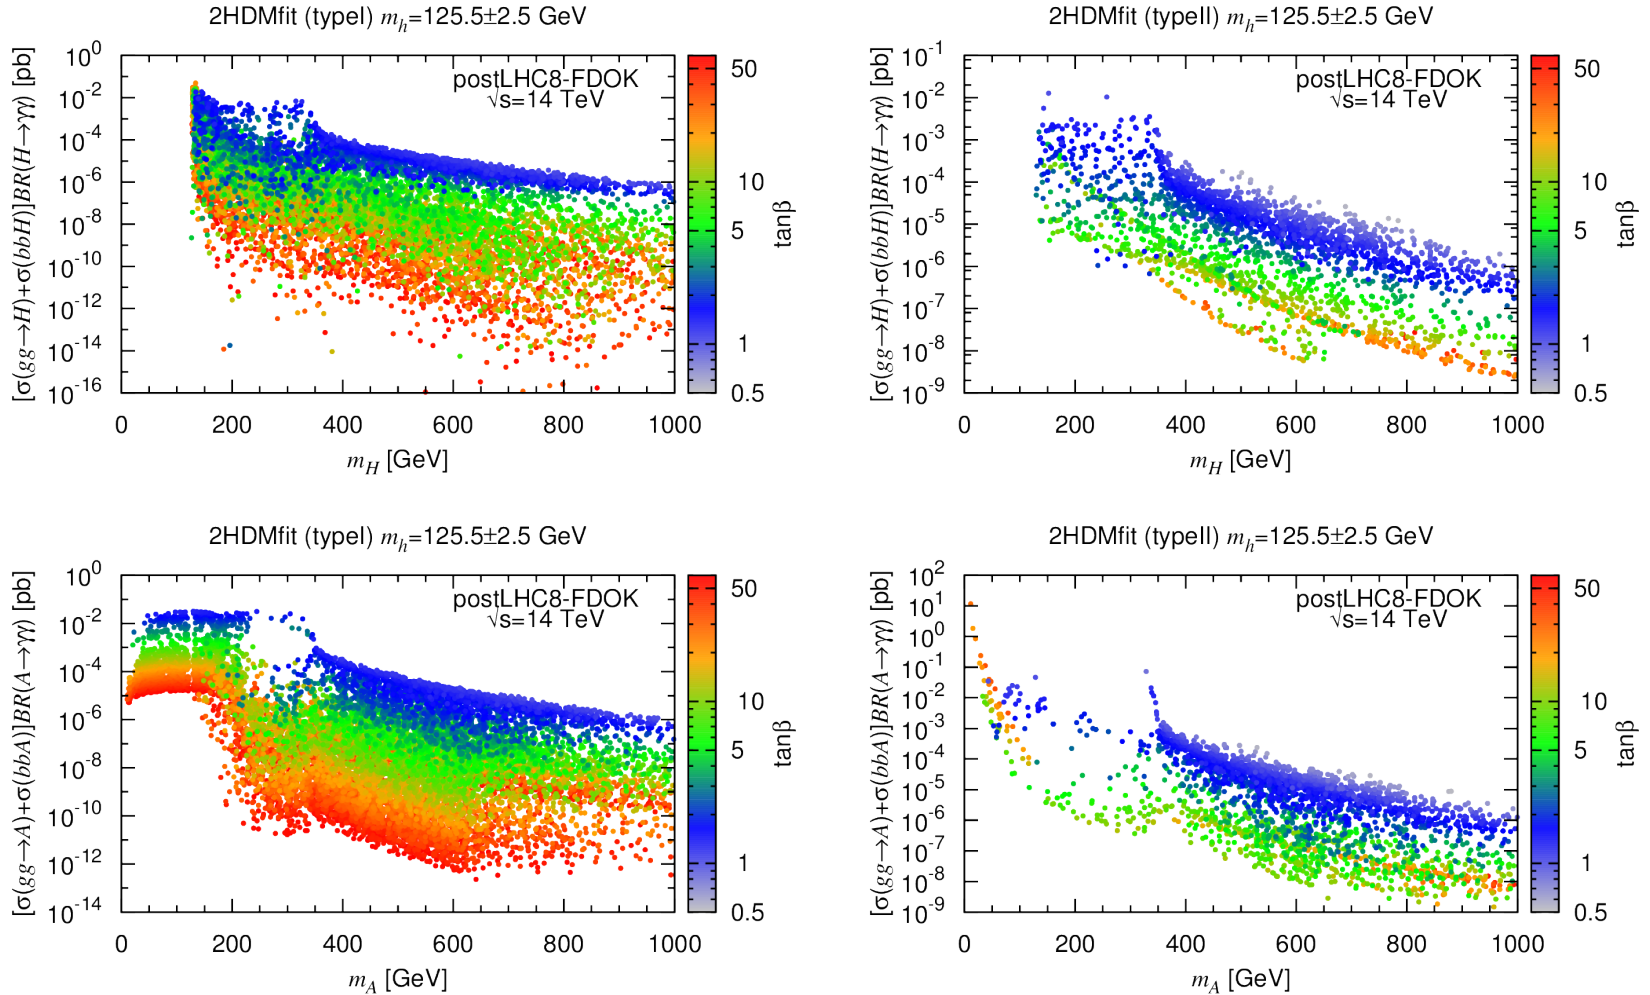 2HDMfit (typeI) m_h=125.5±2.5 GeV
[σ(gg→H)+σ(bbH)]BR(H→γγ) [pb]
10^0
10^-2
10^-4
10^-6
10^-8
10^-10
10^-12
10^-14
10^-16
postLHC8-FDOK
√s=14 TeV
0 200 400 600 800 1000
m_H [GeV]
50
10
5
1
0.5
tanβ
2HDMfit (typeII) m_h=125.5±2.5 GeV
[σ(gg→H)+σ(bbH)]BR(H→γγ) [pb]
10^-1
10^-2
10^-3
10^-4
10^-5
10^-6
10^-7
10^-8
10^-9
postLHC8-FDOK
√s=14 TeV
0 200 400 600 800 1000
m_H [GeV]
50
10
5
1
0.5
tanβ
2HDMfit (typeI) m_h=125.5±2.5 GeV
[σ(gg→A)+σ(bbA)]BR(A→γγ) [pb]
10^0
10^-2
10^-4
10^-6
10^-8
10^-10
10^-12
10^-14
postLHC8-FDOK
√s=14 TeV
0 200 400 600 800 1000
m_A [GeV]
50
10
5
1
0.5
tanβ
2HDMfit (typeII) m_h=125.5±2.5 GeV
[σ(gg→A)+σ(bbA)]BR(A→γγ) [pb]
10^2
10^1
10^0
10^-1
10^-2
10^-3
10^-4
10^-5
10^-6
10^-7
10^-8
10^-9
postLHC8-FDOK
√s=14 TeV
0 200 400 600 800 1000
m_A [GeV]
50
10
5
1
0.5
tanβ